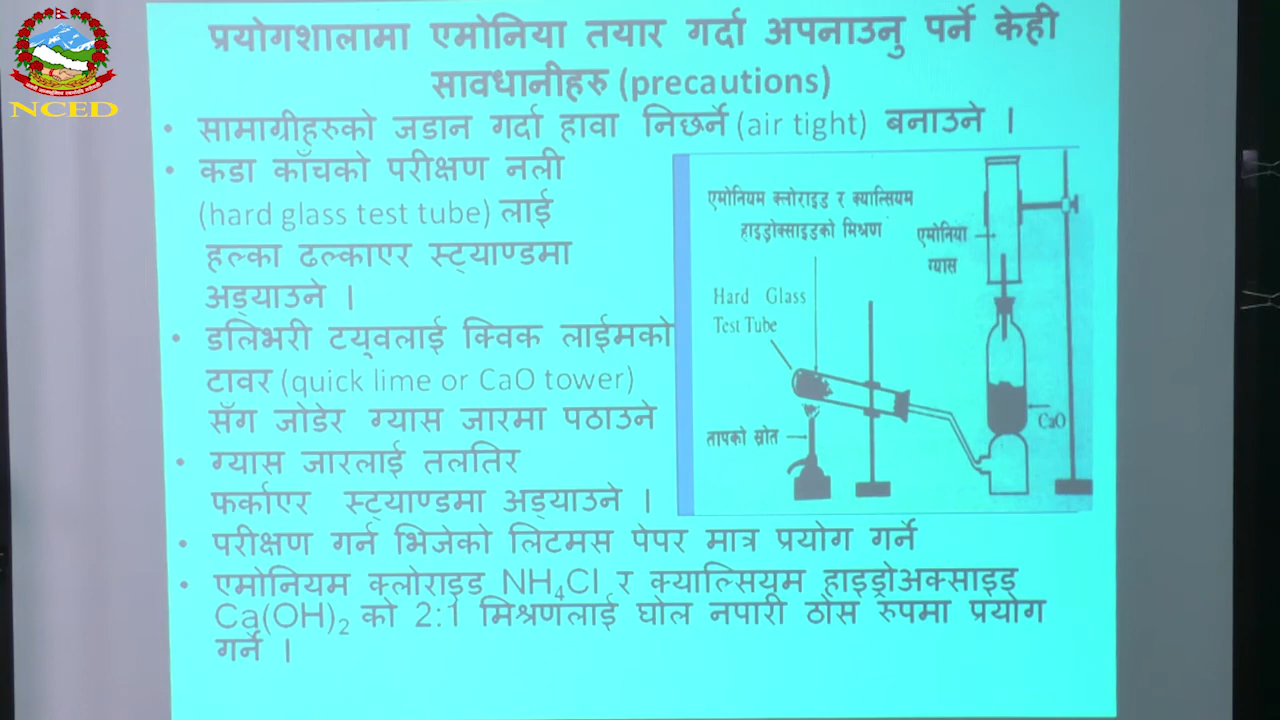 NCED
प्रयोगशालामा एमोनिया तयार गर्दा अपनाउनु पर्ने केही
सावधानीहरु (precautions)
• सामाग्रीहरुको जडान गर्दा हावा निछर्ने (air tight) बनाउने ।
• कडा काँचको परीक्षण नली
(hard glass test tube) लाई
हल्का ढल्काएर स्ट्याण्डमा
अड्याउने ।
• डलिभरी टय्वलाई क्विक लाईमको
टावर (quick lime or CaO tower)
सँग जोडेर ग्यास जारमा पठाउने
• ग्यास जारलाई तलतिर
फर्काएर स्ट्याण्डमा अड्याउने ।
• परीक्षण गर्न भिजेको लिटमस पेपर मात्र प्रयोग गर्ने
• एमोनियम क्लोराइड NH₄Cl र क्याल्सियम हाइड्रोअक्साइड
Ca(OH)₂ को 2:1 मिश्रणलाई घोल नपारी ठोस रुपमा प्रयोग
गर्ने ।
एमोनियम क्लोराइड र क्याल्सियम
हाइड्रोक्साइडको मिश्रण
एमोनिया
ग्यास
Hard Glass
Test Tube
तापको स्रोत
CaO